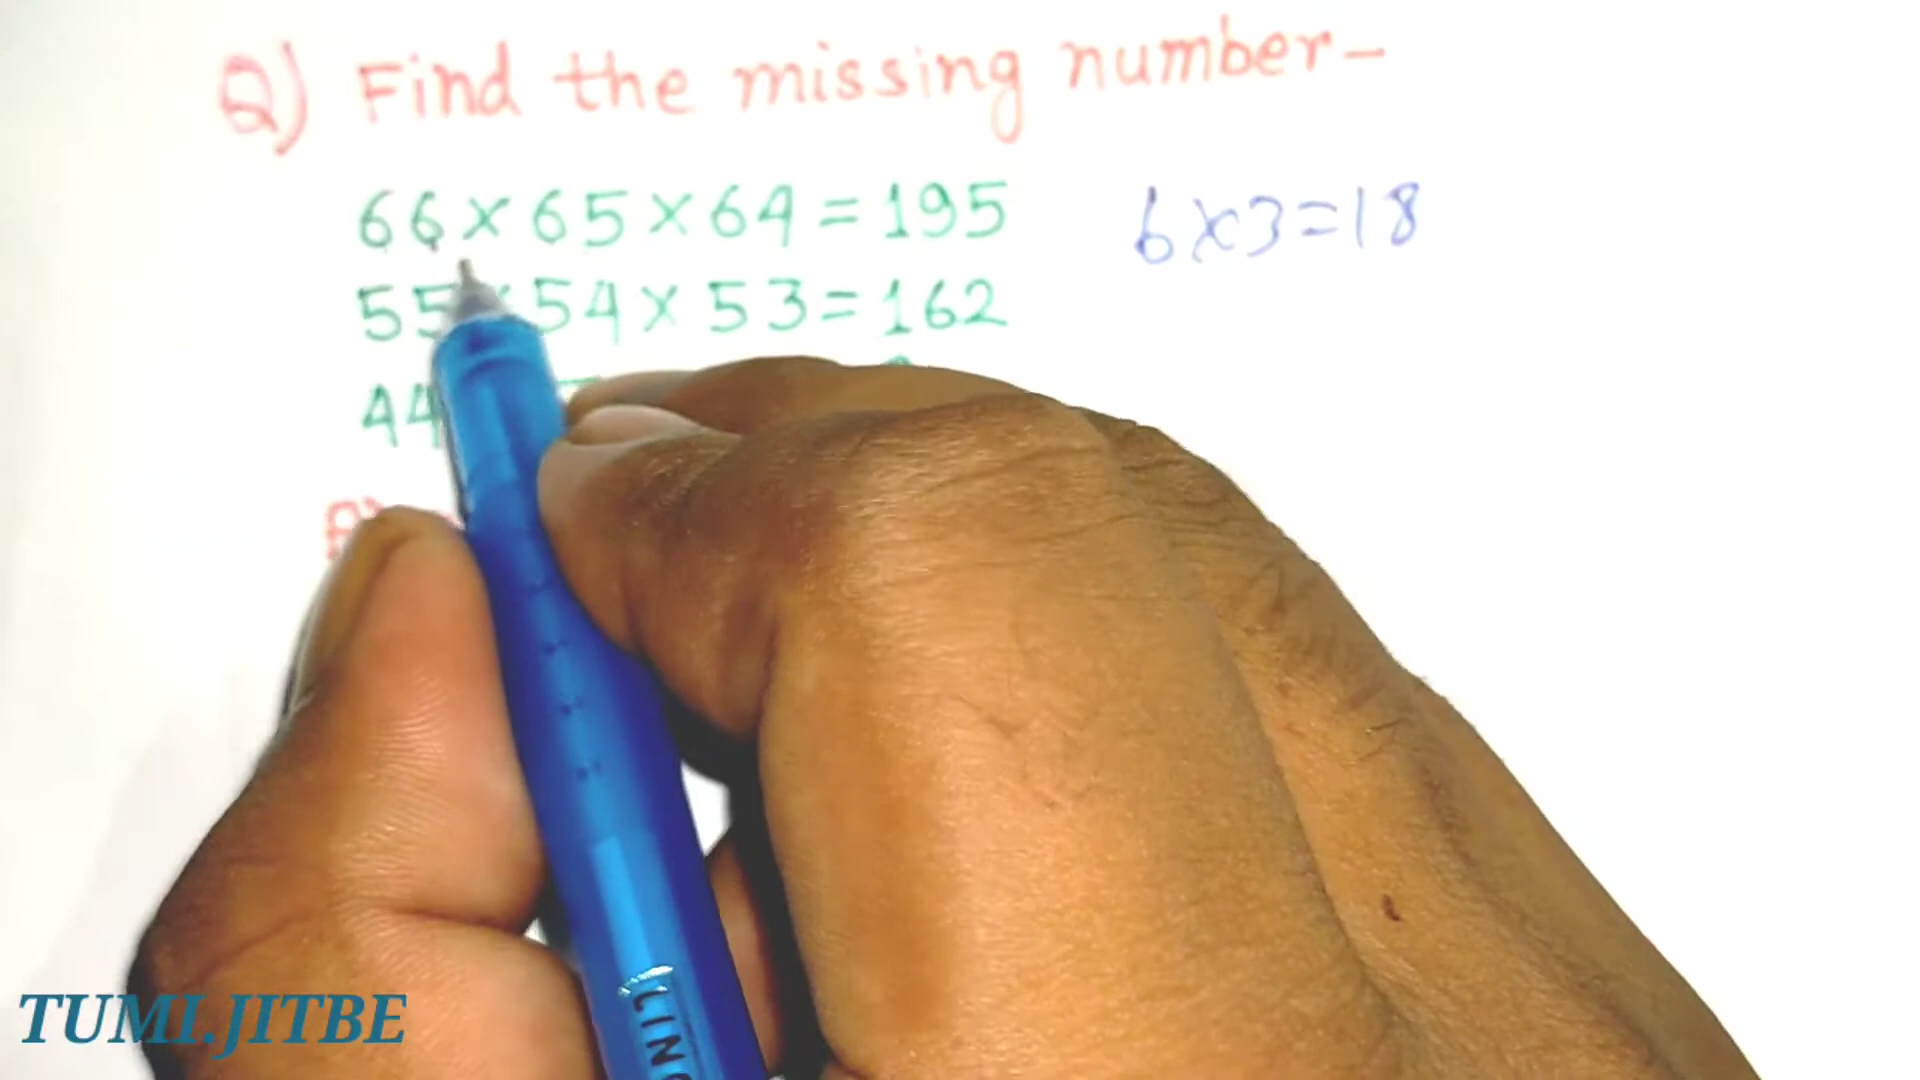 Q) Find the missing number-
66 × 65 × 64 = 195 6 × 3 = 18
55 × 54 × 53 = 162
44
TUMI.JITBE